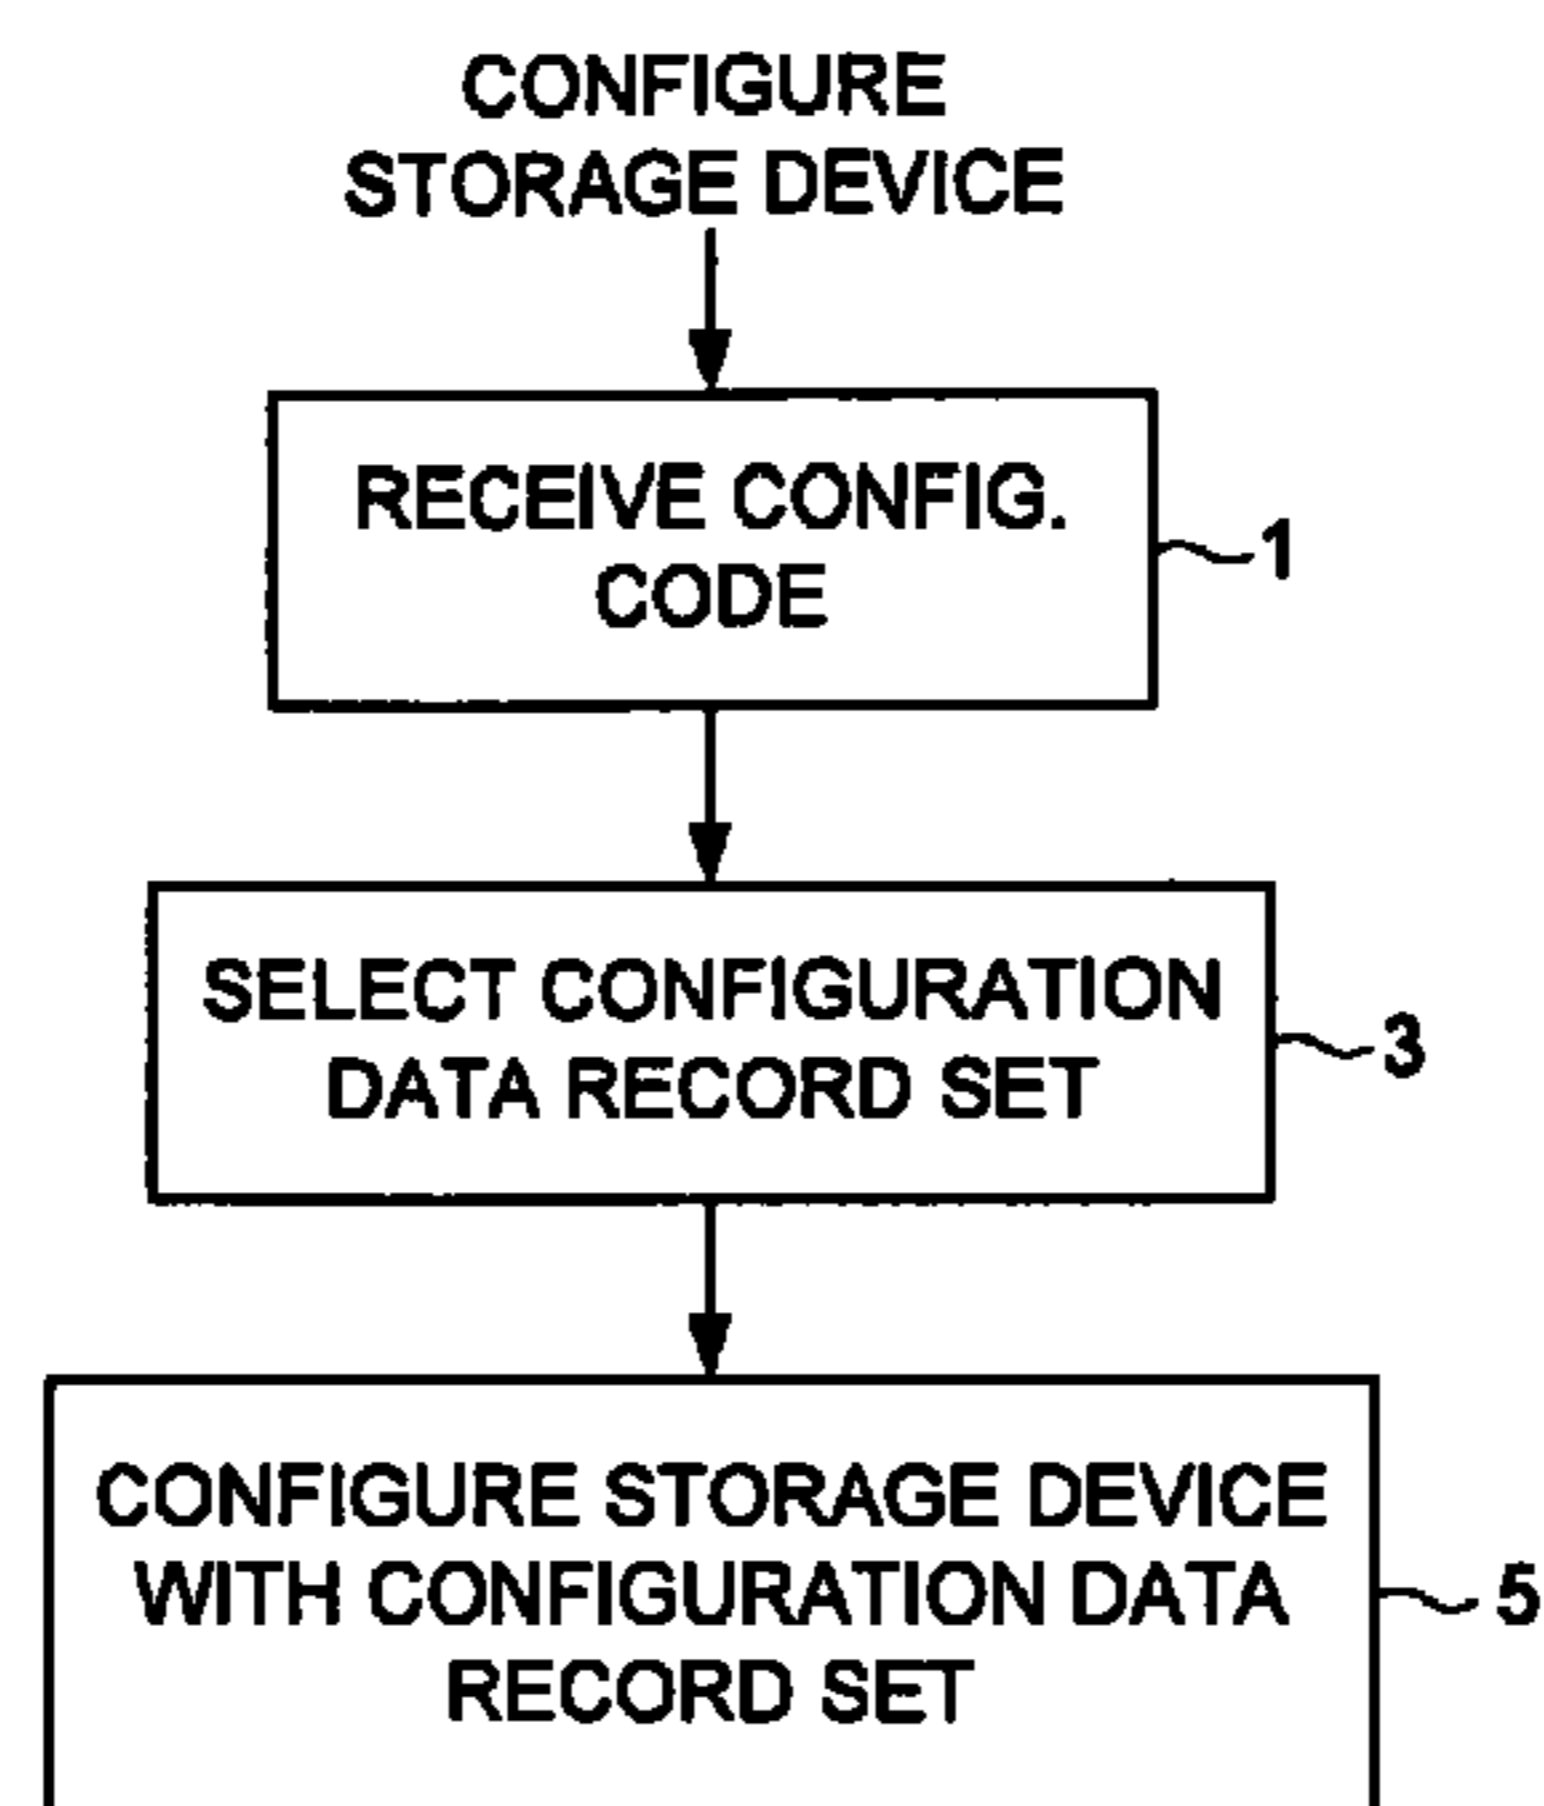 CONFIGURE
STORAGE DEVICE
RECEIVE CONFIG.
CODE
1
SELECT CONFIGURATION
DATA RECORD SET
3
CONFIGURE STORAGE DEVICE
WITH CONFIGURATION DATA
RECORD SET
5